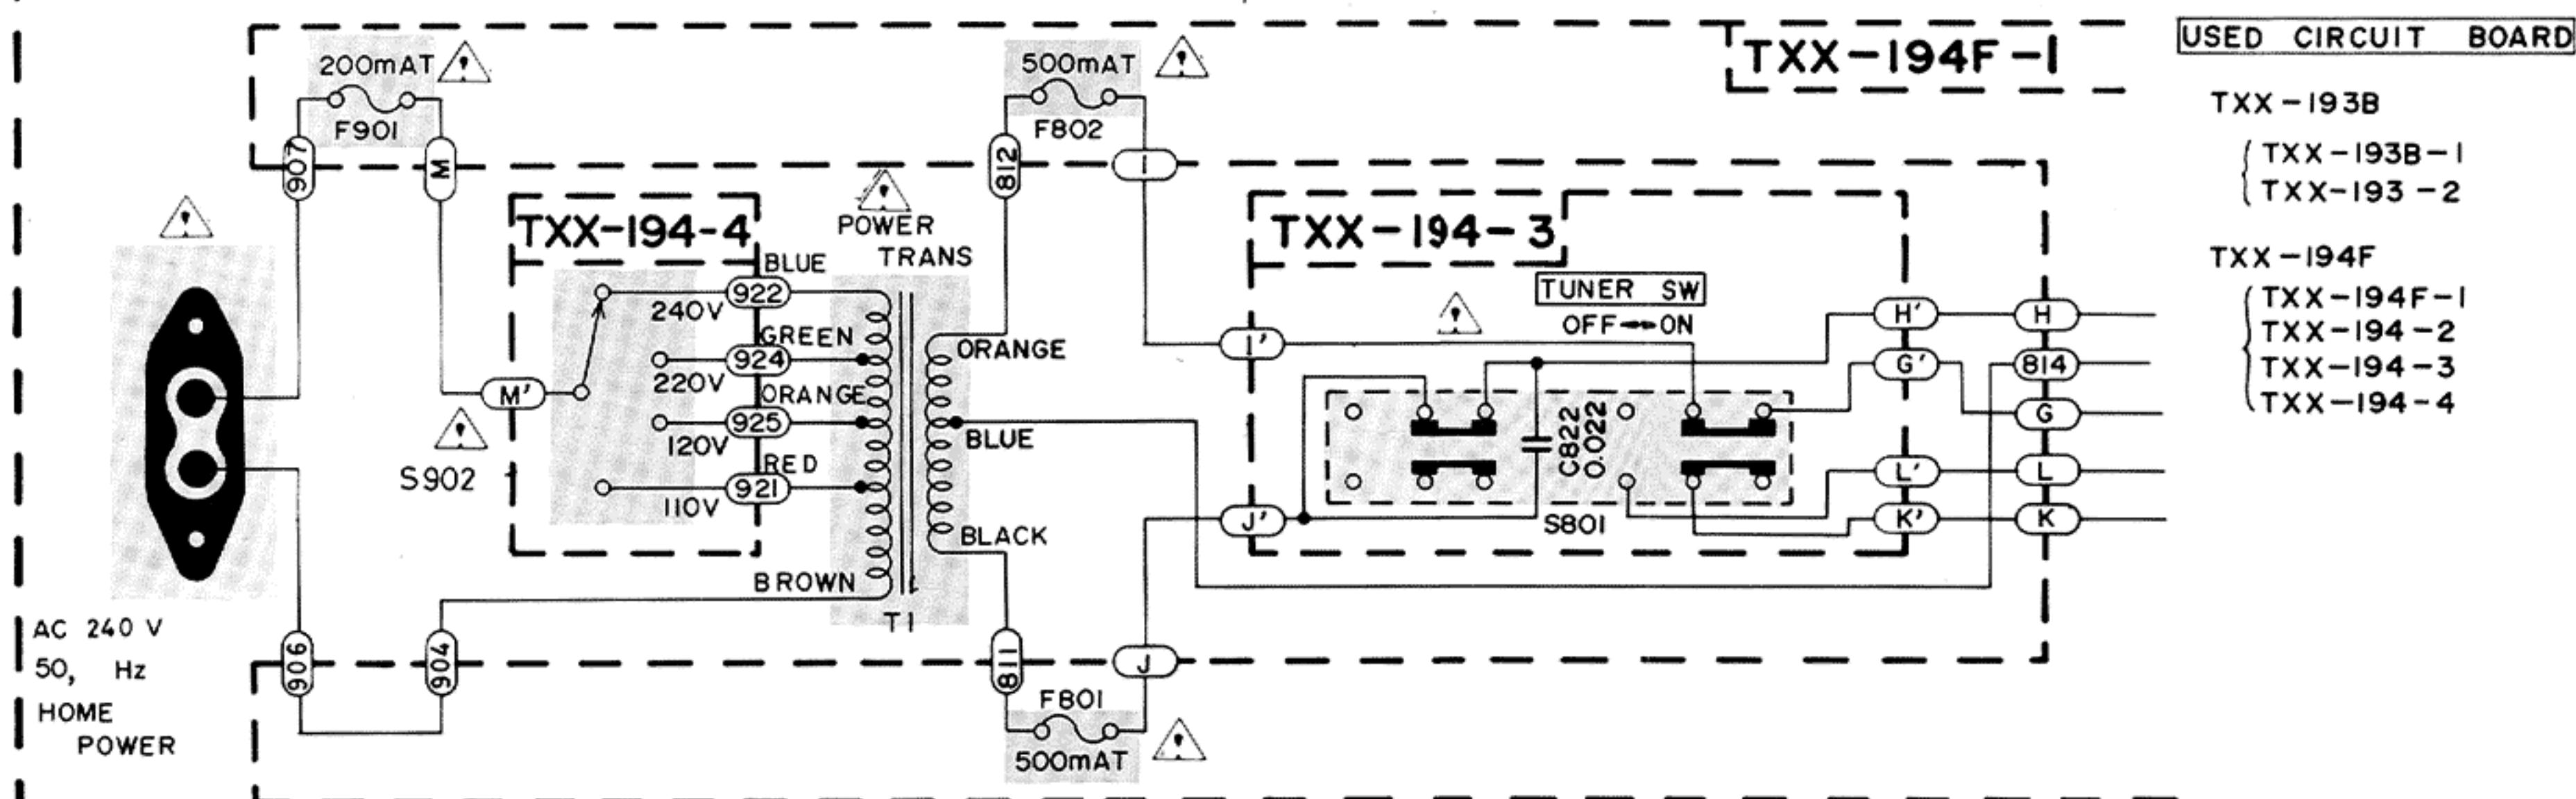 200mAT
F901
907
M
500mAT
F802
812
I
TXX-194F-1
USED CIRCUIT BOARD
TXX-193B
TXX-193B-1
TXX-193-2
TXX-194F
TXX-194F-1
TXX-194-2
TXX-194-3
TXX-194-4
TXX-194-4
BLUE
922
240V
GREEN
924
220V
ORANGE
925
120V
RED
921
110V
BROWN
M'
S902
POWER
TRANS
T1
ORANGE
BLUE
BLACK
TXX-194-3
TUNER SW
OFF ON
I'
J'
C822
0.022
S801
H'
G'
L'
K'
H
814
G
L
K
AC 240 V
50, Hz
HOME
POWER
906
904
811
J
F801
500mAT